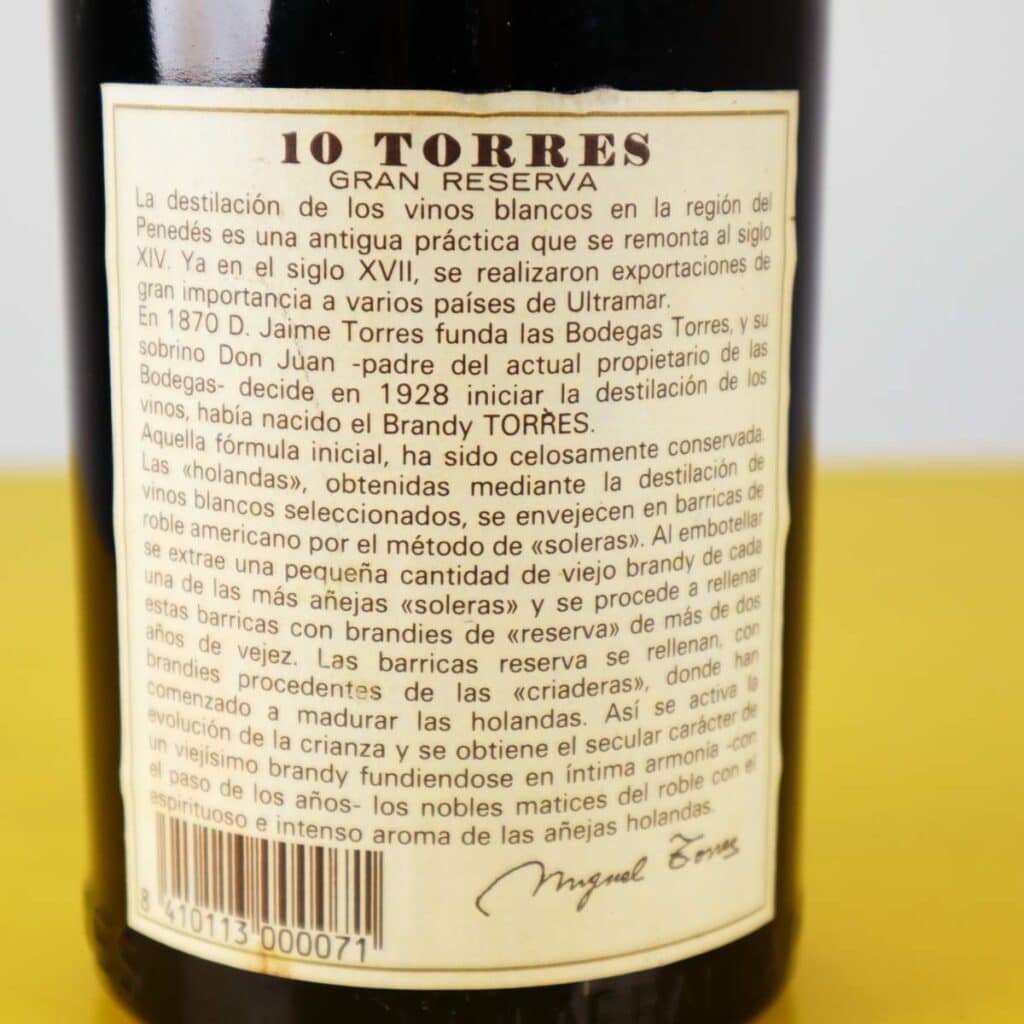 10 TORRES
GRAN RESERVA
La destilación de los vinos blancos en la región del
Penedés es una antigua práctica que se remonta al siglo
XIV. Ya en el siglo XVII, se realizaron exportaciones de
gran importancia a varios países de Ultramar.
En 1870 D. Jaime Torres funda las Bodegas Torres, y su
sobrino Don Juan -padre del actual propietario de las
Bodegas- decide en 1928 iniciar la destilación de los
vinos, había nacido el Brandy TORRES.
Aquella fórmula inicial, ha sido celosamente conservada.
Las «holandas», obtenidas mediante la destilación de
vinos blancos seleccionados, se envejecen en barricas de
roble americano por el método de «soleras». Al embotellar
se extrae una pequeña cantidad de viejo brandy de cada
una de las más añejas «soleras» y se procede a rellenar
estas barricas con brandies de «reserva» de más de dos
años de vejez. Las barricas reserva se rellenan, con
brandies procedentes de las «criaderas», donde han
comenzado a madurar las holandas. Así se activa la
evolución de la crianza y se obtiene el secular carácter de
un viejísimo brandy fundiendose en íntima armonía -con
el paso de los años- los nobles matices del roble con el
espirituoso e intenso aroma de las añejas holandas.
Miguel Torres
8 410113 000071